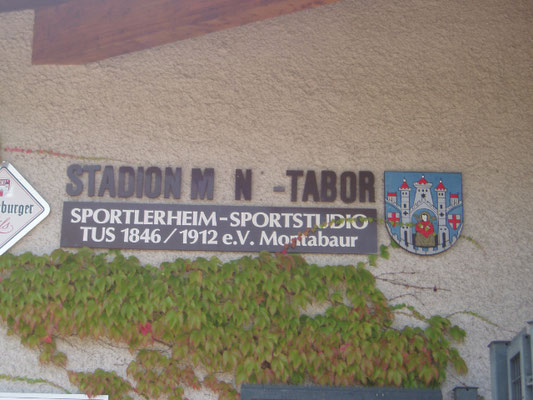 STADION M N -TABOR
SPORTLERHEIM-SPORTSTUDIO
TUS 1846/1912 e.V. Montabaur